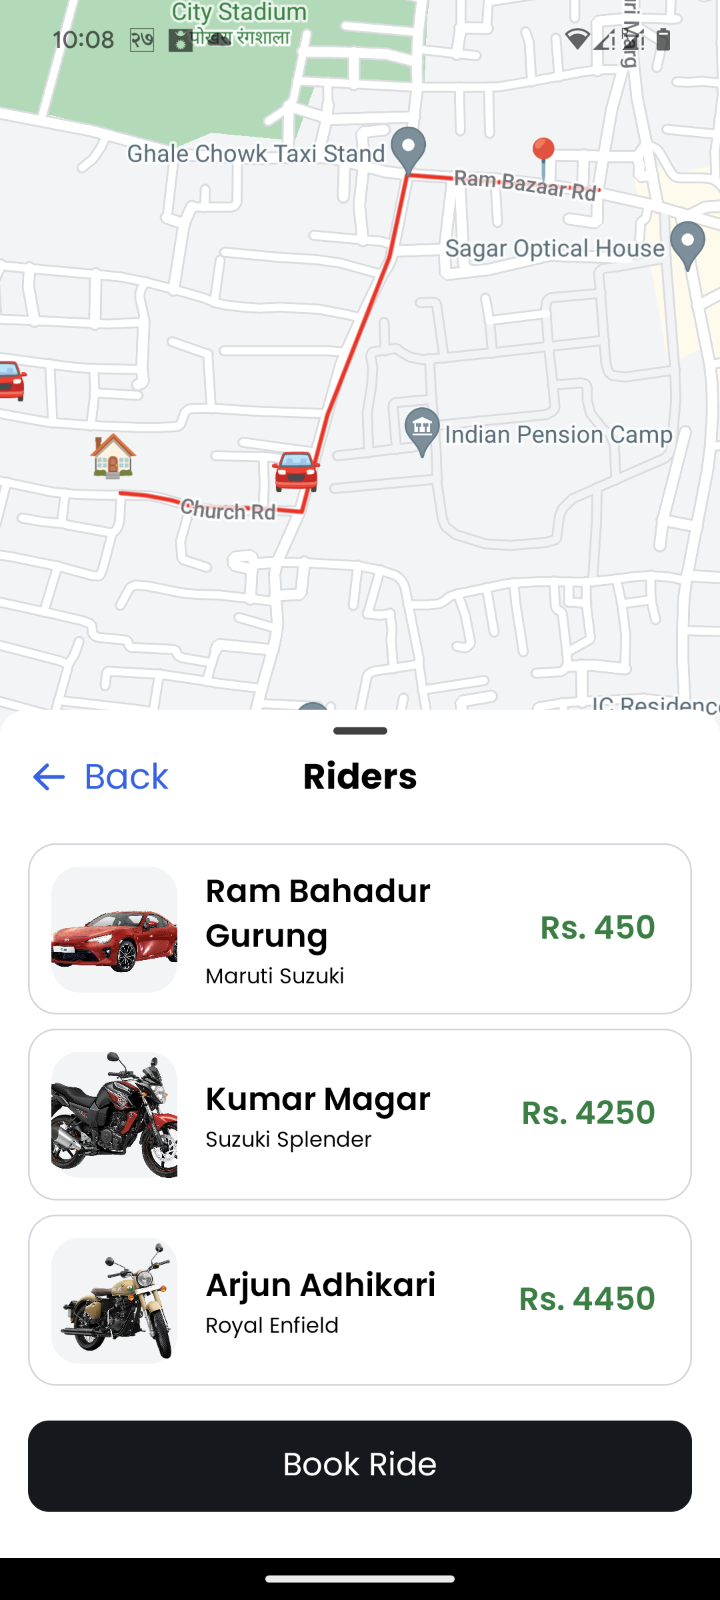 City Stadium
पोखरा रंगशाला
10:08
२७
Ghale Chowk Taxi Stand
Ram Bazaar Rd
Sagar Optical House
Indian Pension Camp
Church Rd
IC Residenc
Back
Riders
Ram Bahadur
Gurung
Rs. 450
Maruti Suzuki
Kumar Magar
Rs. 4250
Suzuki Splender
Arjun Adhikari
Rs. 4450
Royal Enfield
Book Ride